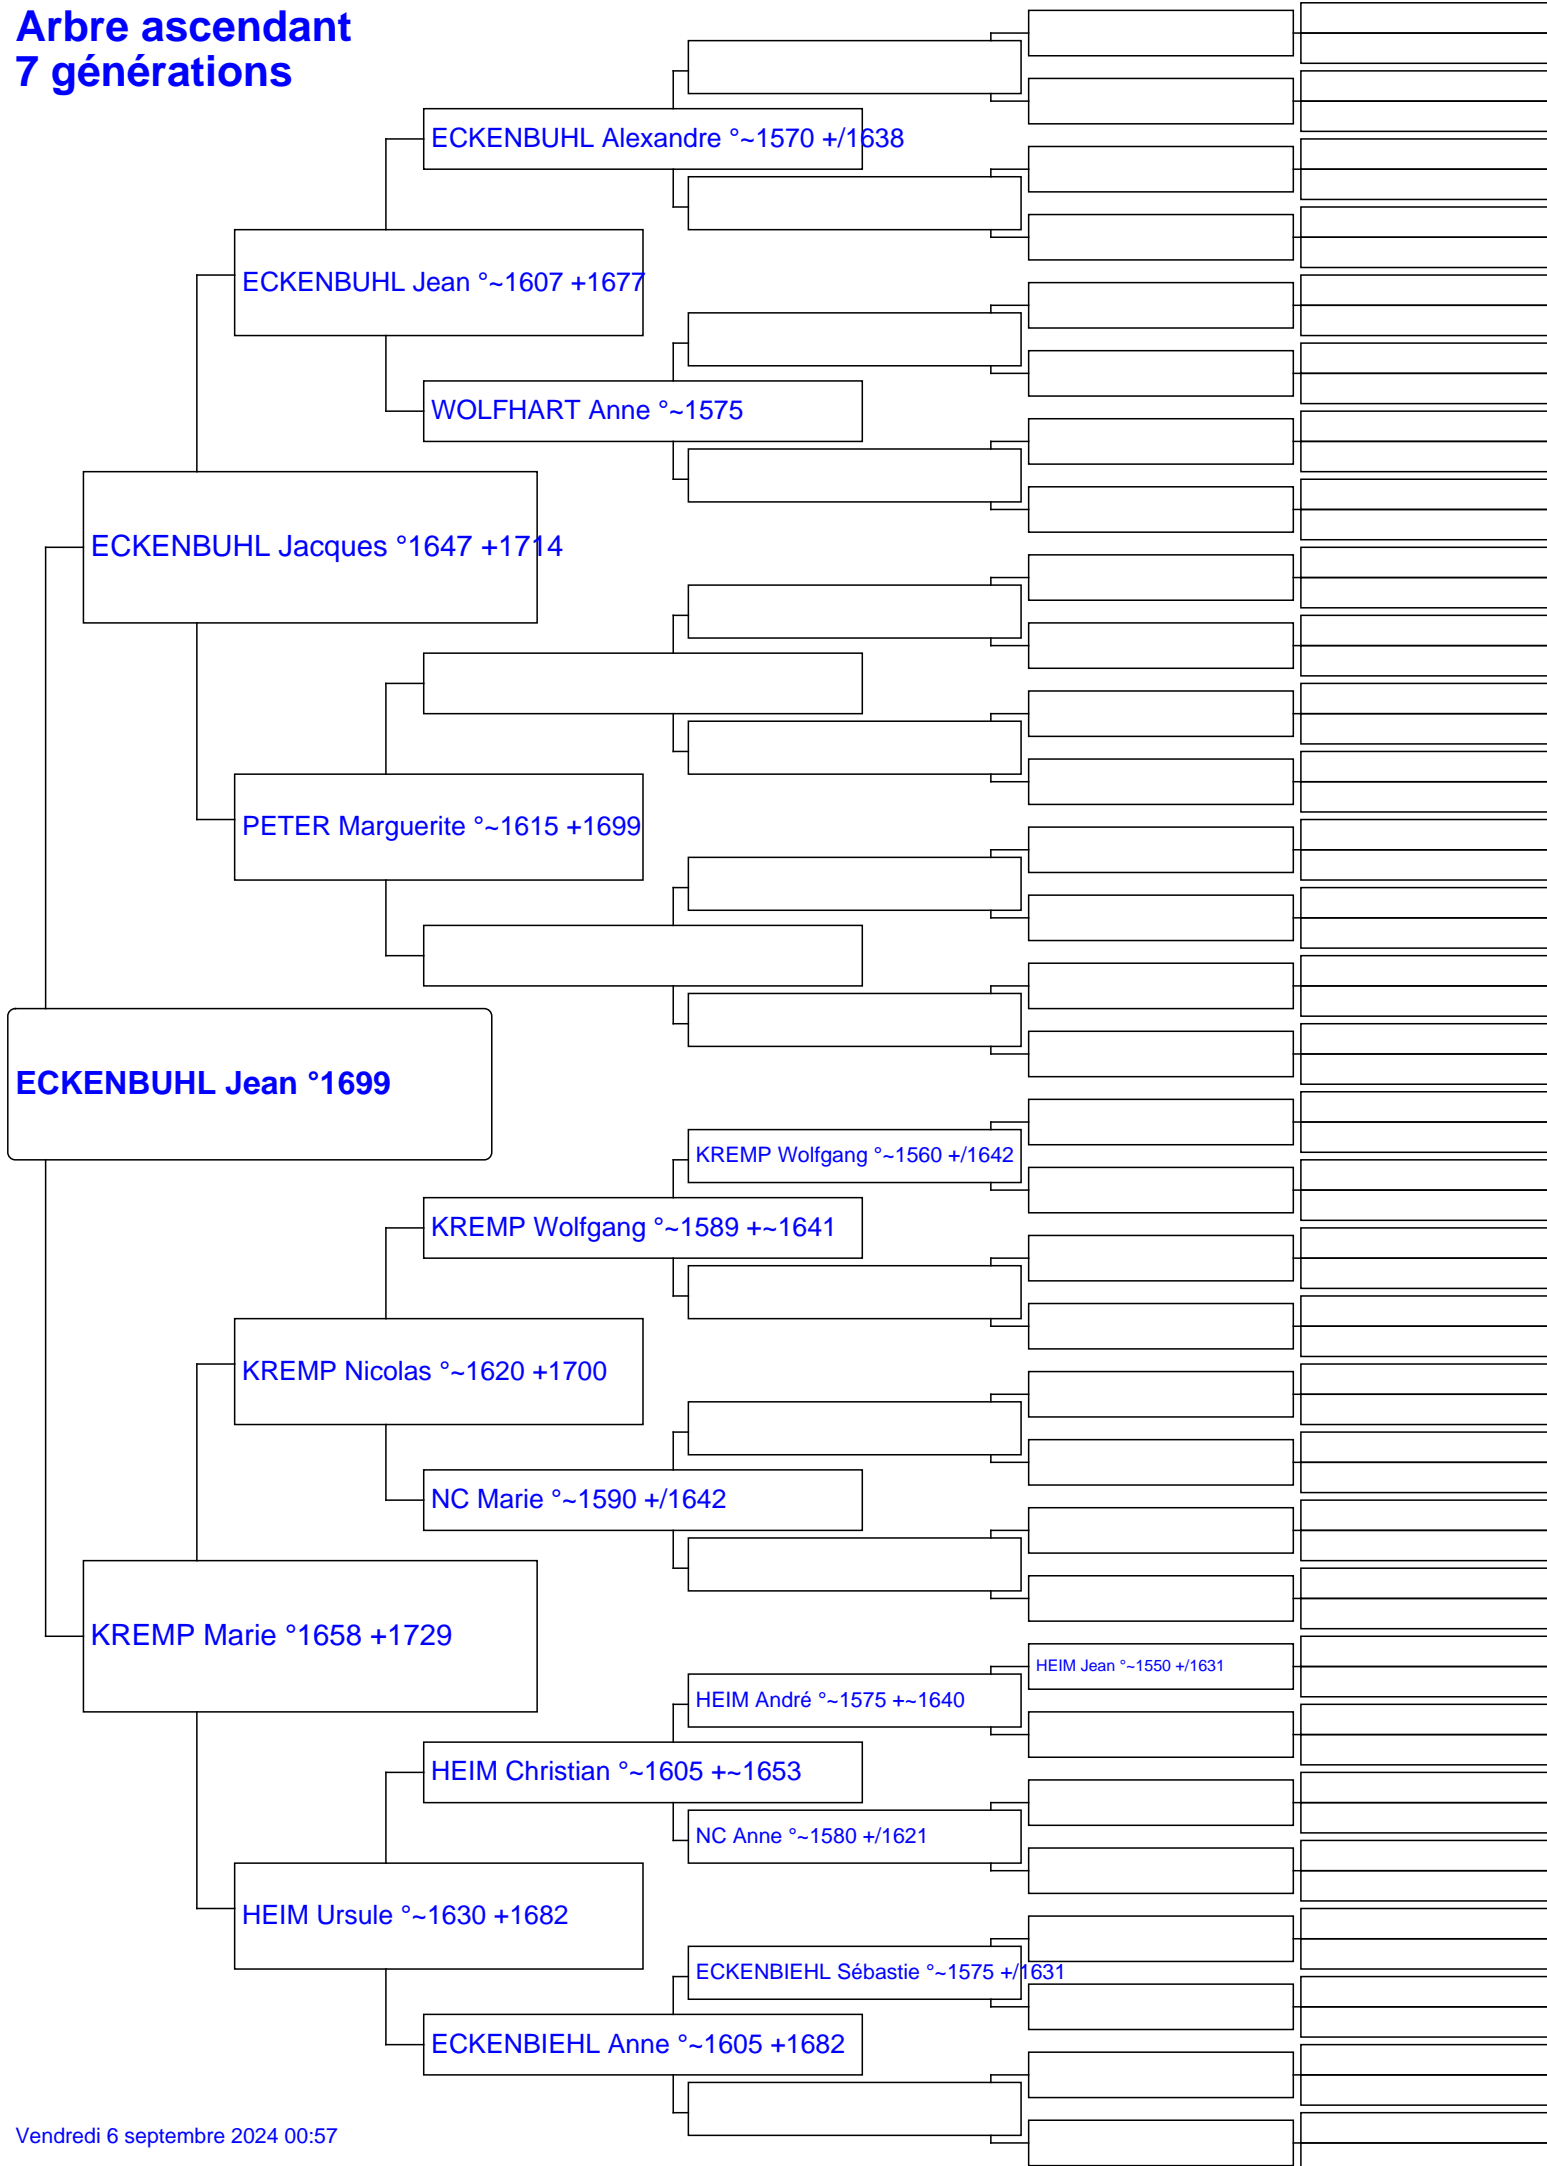 Arbre ascendant
7 générations
ECKENBUHL Alexandre °~1570 +/1638
ECKENBUHL Jean °~1607 +1677
WOLFHART Anne °~1575
ECKENBUHL Jacques °1647 +1714
PETER Marguerite °~1615 +1699
ECKENBUHL Jean °1699
KREMP Wolfgang °~1560 +/1642
KREMP Wolfgang °~1589 +~1641
KREMP Nicolas °~1620 +1700
NC Marie °~1590 +/1642
KREMP Marie °1658 +1729
HEIM Jean °~1550 +/1631
HEIM André °~1575 +~1640
HEIM Christian °~1605 +~1653
NC Anne °~1580 +/1621
HEIM Ursule °~1630 +1682
ECKENBIEHL Sébastie °~1575 +/1631
ECKENBIEHL Anne °~1605 +1682
Vendredi 6 septembre 2024 00:57